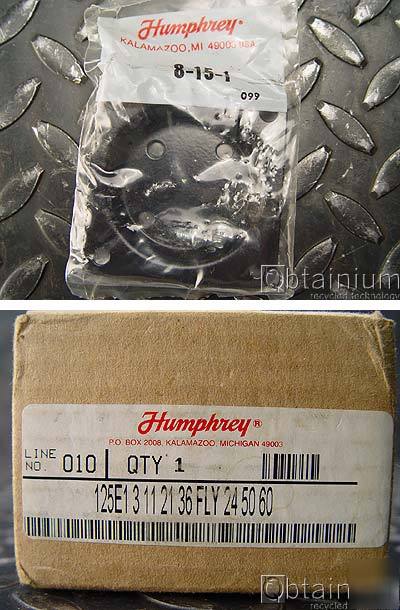 Humphrey®
KALAMAZOO, MI 49003 USA
8-15-1
099
Obtainium
recycled technology
Humphrey®
P.O. BOX 2008, KALAMAZOO, MICHIGAN 49003
LINE NO. 010 QTY 1
125E1 3 11 21 36 FLY 24 50 60
Obtain
recycled